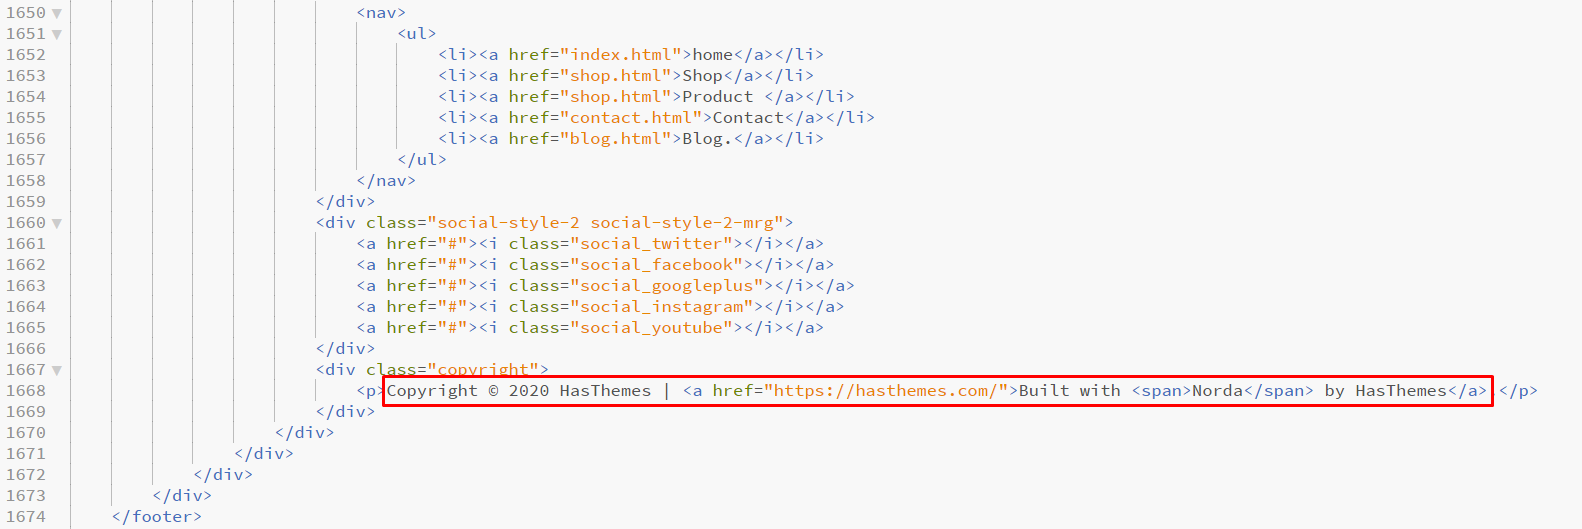 1650 ▼ <nav>
1651 ▼ <ul>
1652 <li><a href="index.html">home</a></li>
1653 <li><a href="shop.html">Shop</a></li>
1654 <li><a href="shop.html">Product </a></li>
1655 <li><a href="contact.html">Contact</a></li>
1656 <li><a href="blog.html">Blog.</a></li>
1657 </ul>
1658 </nav>
1659 </div>
1660 ▼ <div class="social-style-2 social-style-2-mrg">
1661 <a href="#"><i class="social_twitter"></i></a>
1662 <a href="#"><i class="social_facebook"></i></a>
1663 <a href="#"><i class="social_googleplus"></i></a>
1664 <a href="#"><i class="social_instagram"></i></a>
1665 <a href="#"><i class="social_youtube"></i></a>
1666 </div>
1667 ▼ <div class="copyright">
1668 <p>Copyright © 2020 HasThemes | <a href="https://hasthemes.com/">Built with <span>Norda</span> by HasThemes</a>.</p>
1669 </div>
1670 </div>
1671 </div>
1672 </div>
1673 </div>
1674 </footer>